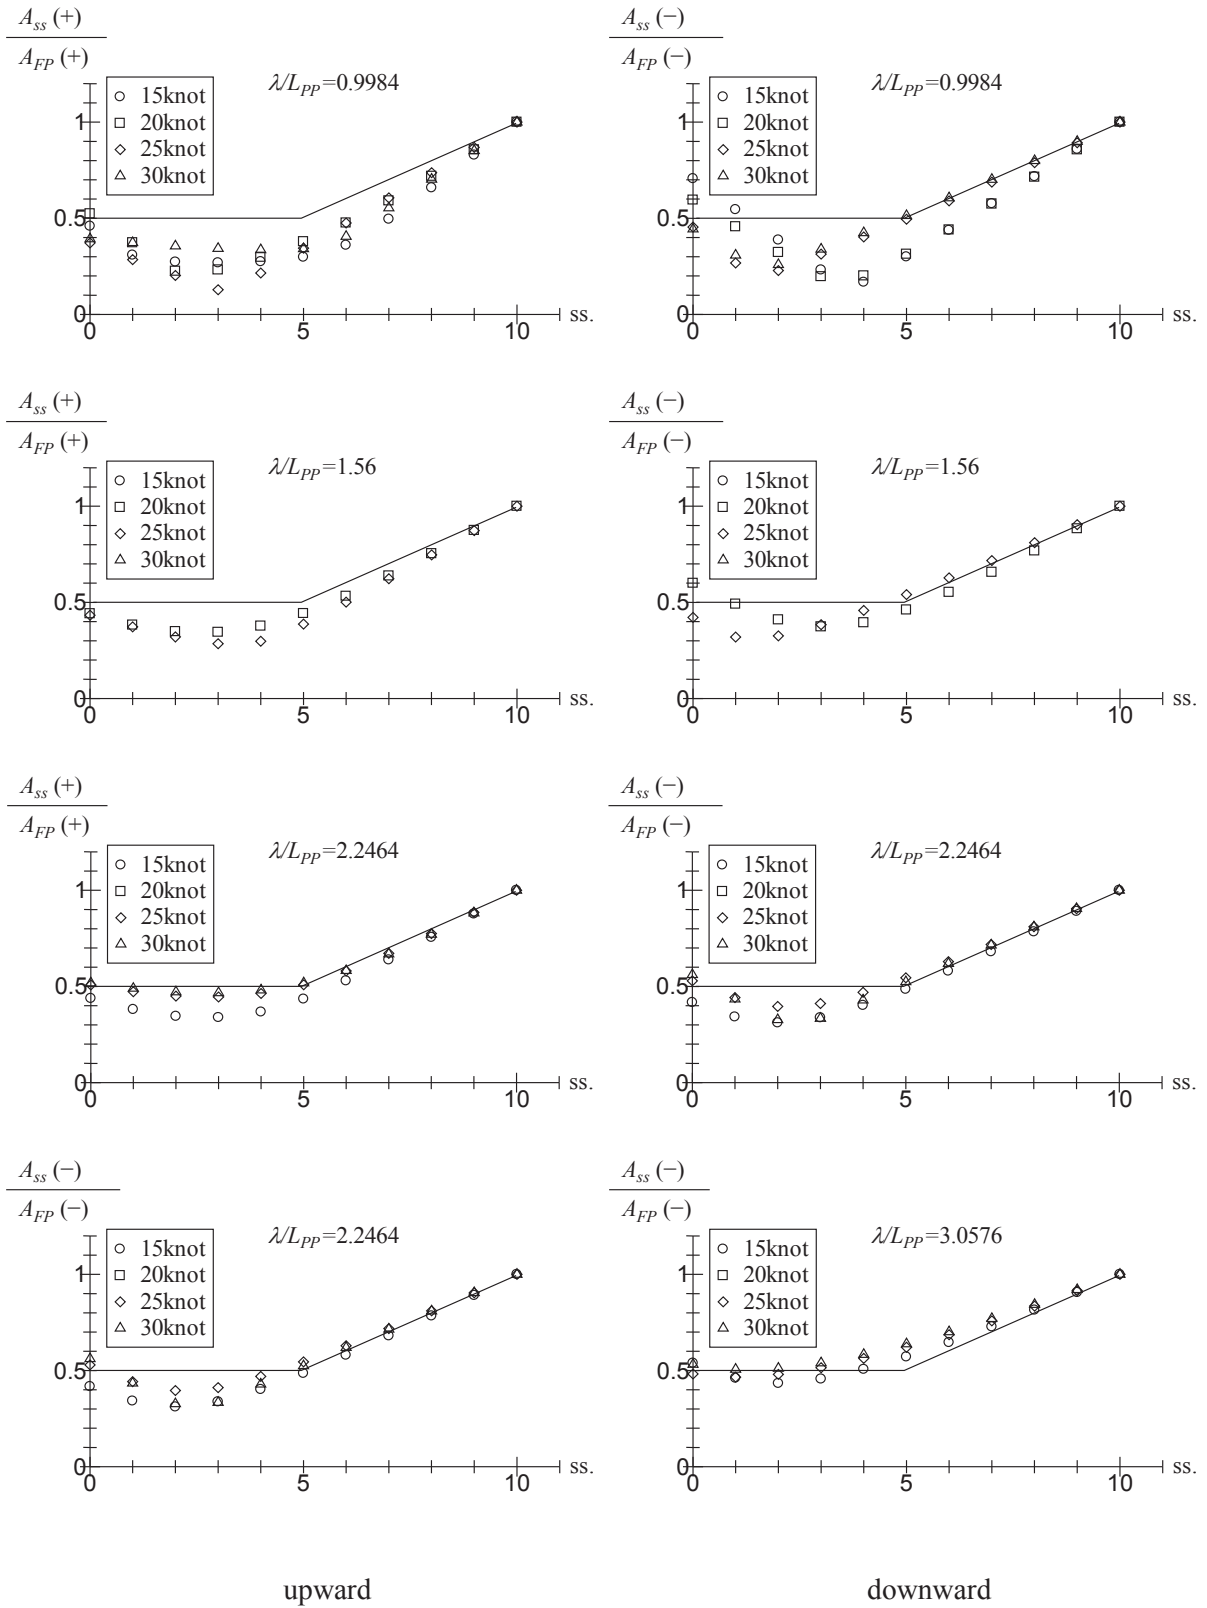 A_ss (+)
A_FP (+)
λ/L_PP=0.9984
15knot
20knot
25knot
30knot
1
0.5
0
0 5 10 ss.
A_ss (−)
A_FP (−)
λ/L_PP=0.9984
15knot
20knot
25knot
30knot
1
0.5
0
0 5 10 ss.
A_ss (+)
A_FP (+)
λ/L_PP=1.56
15knot
20knot
25knot
30knot
1
0.5
0
0 5 10 ss.
A_ss (−)
A_FP (−)
λ/L_PP=1.56
15knot
20knot
25knot
30knot
1
0.5
0
0 5 10 ss.
A_ss (+)
A_FP (+)
λ/L_PP=2.2464
15knot
20knot
25knot
30knot
1
0.5
0
0 5 10 ss.
A_ss (−)
A_FP (−)
λ/L_PP=2.2464
15knot
20knot
25knot
30knot
1
0.5
0
0 5 10 ss.
A_ss (−)
A_FP (−)
λ/L_PP=2.2464
15knot
20knot
25knot
30knot
1
0.5
0
0 5 10 ss.
A_ss (−)
A_FP (−)
λ/L_PP=3.0576
15knot
20knot
25knot
30knot
1
0.5
0
0 5 10 ss.
upward
downward